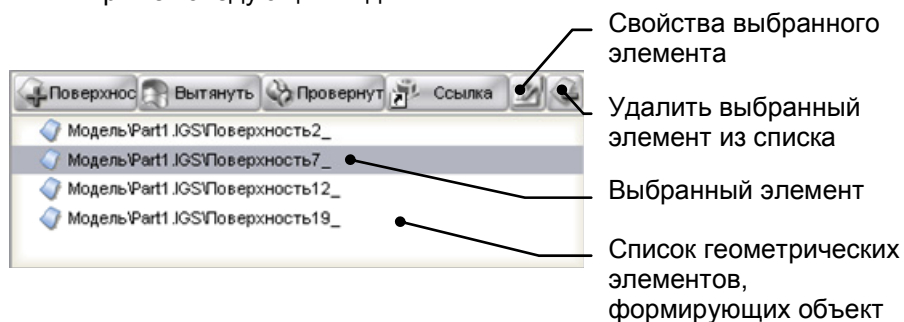 Свойства выбранного
элемента
Поверхнос Вытянуть Провернут Ссылка
Удалить выбранный
элемент из списка
Модель\Part1.IGS\Поверхность2_
Модель\Part1.IGS\Поверхность7_
Выбранный элемент
Модель\Part1.IGS\Поверхность12_
Модель\Part1.IGS\Поверхность19_
Список геометрических
элементов,
формирующих объект